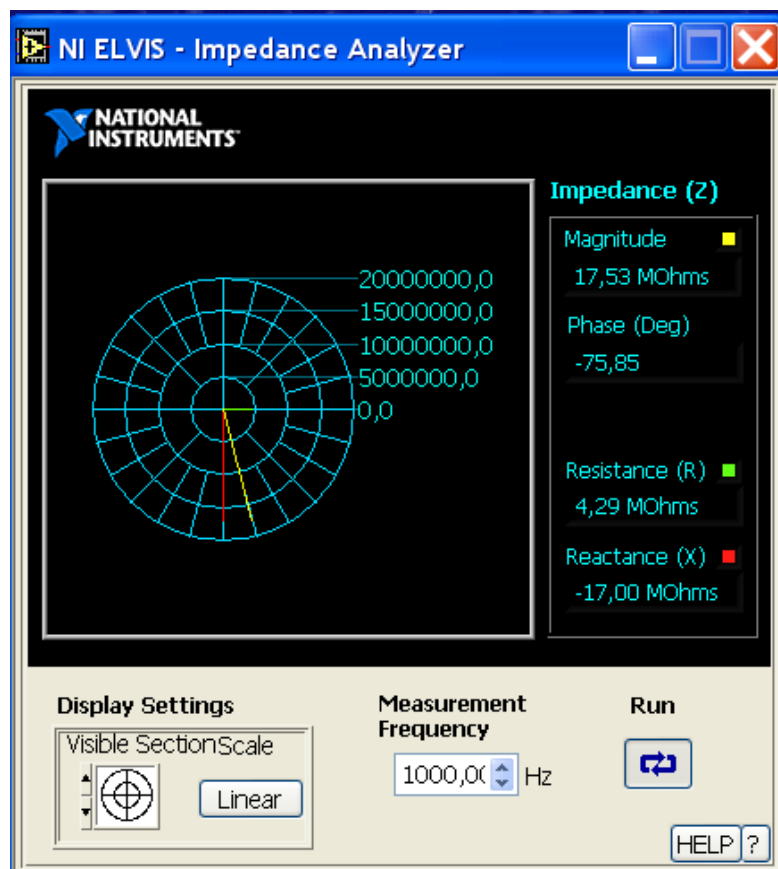 NI ELVIS - Impedance Analyzer
NATIONAL
INSTRUMENTS
20000000,0
15000000,0
10000000,0
5000000,0
0,0
Impedance (Z)
Magnitude
17,53 MOhms
Phase (Deg)
-75,85
Resistance (R)
4,29 MOhms
Reactance (X)
-17,00 MOhms
Display Settings
Visible Section Scale
Linear
Measurement
Frequency
1000,0( Hz
Run
HELP ?